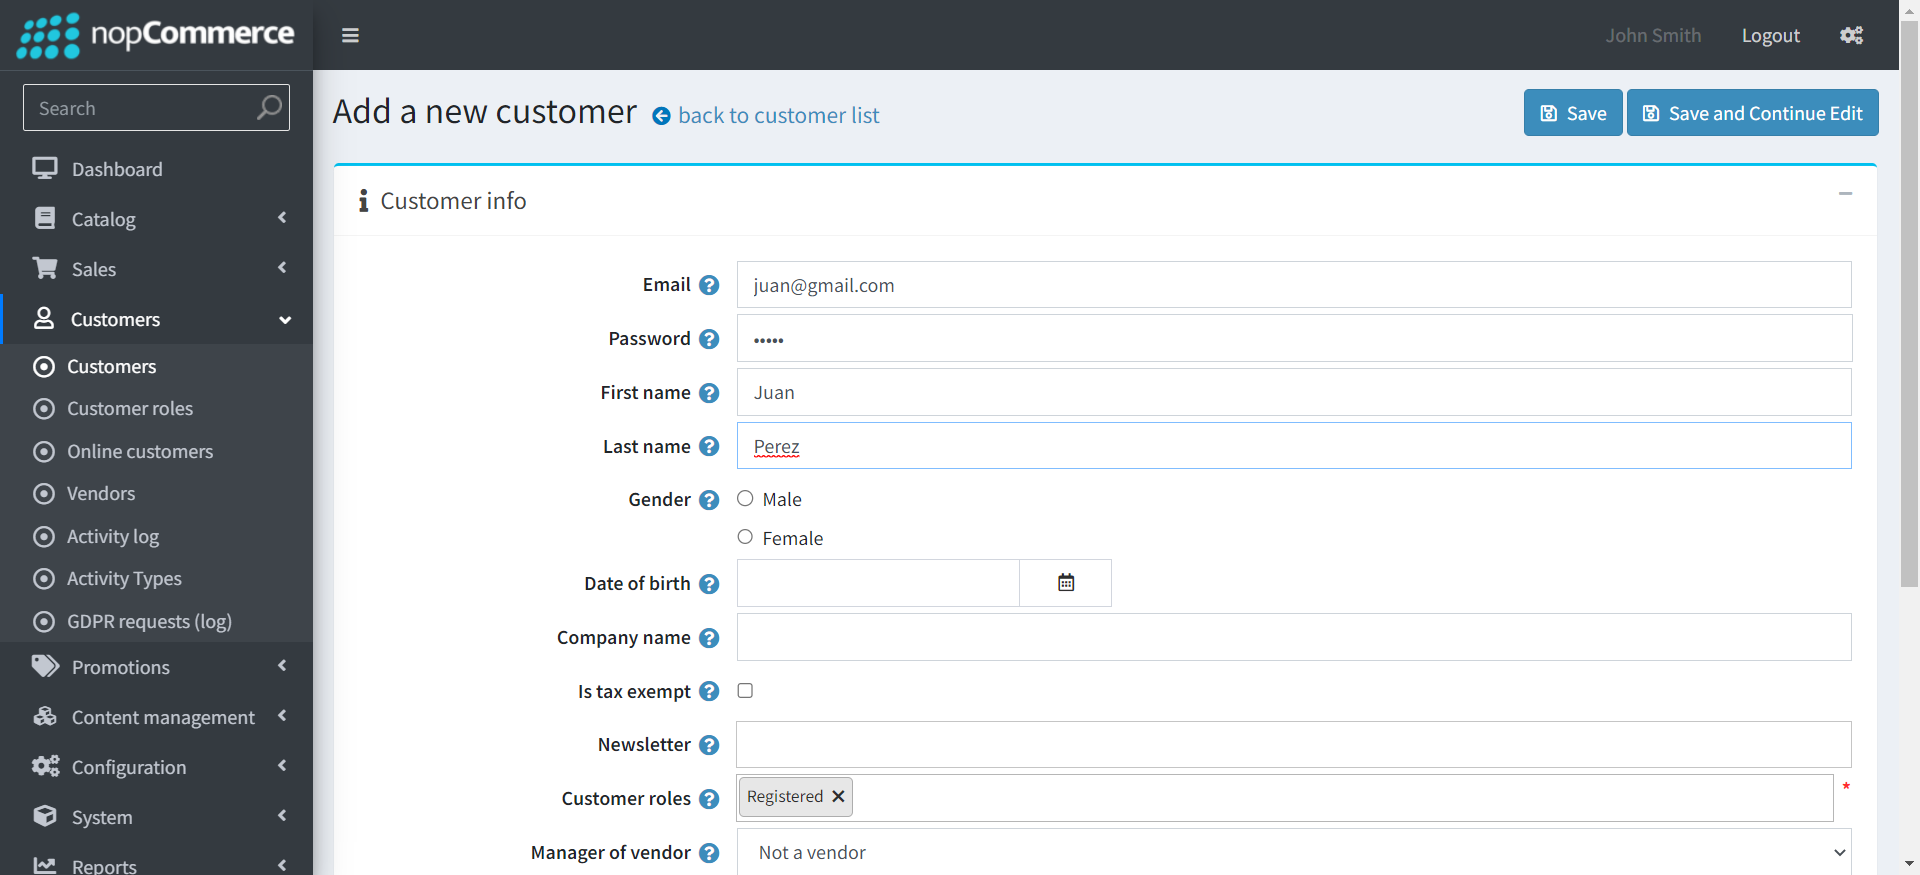 nopCommerce
John Smith
Logout
Search
Add a new customer
back to customer list
Save
Save and Continue Edit
Dashboard
Catalog
Sales
Customers
Customers
Customer roles
Online customers
Vendors
Activity log
Activity Types
GDPR requests (log)
Promotions
Content management
Configuration
System
Reports
Customer info
Email ? juan@gmail.com
Password ? •••••
First name ? Juan
Last name ? Perez
Gender ? Male
Female
Date of birth ?
Company name ?
Is tax exempt ?
Newsletter ?
Customer roles ? Registered ✕ *
Manager of vendor ? Not a vendor